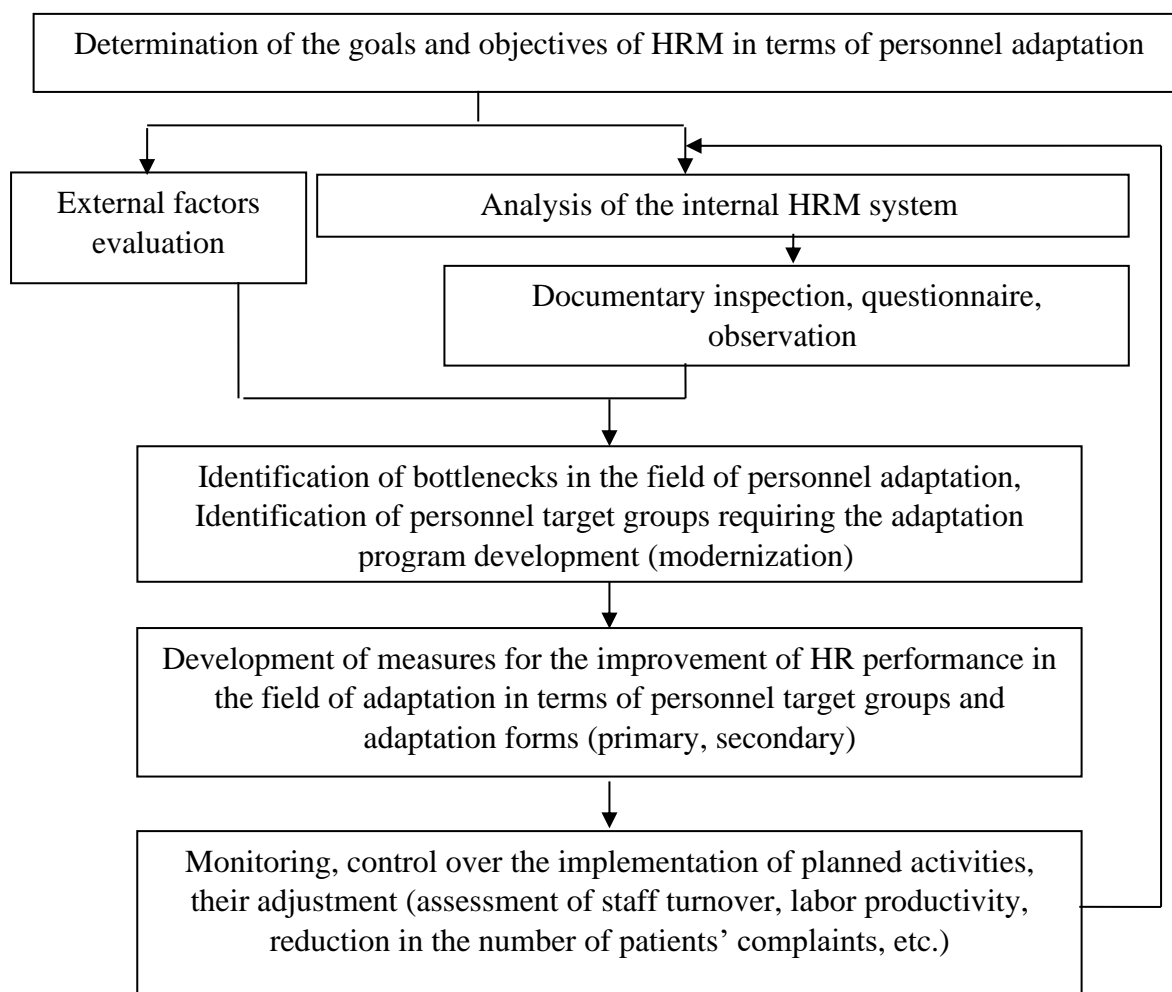 Determination of the goals and objectives of HRM in terms of personnel adaptation
External factors
evaluation
Analysis of the internal HRM system
Documentary inspection, questionnaire,
observation
Identification of bottlenecks in the field of personnel adaptation,
Identification of personnel target groups requiring the adaptation
program development (modernization)
Development of measures for the improvement of HR performance in
the field of adaptation in terms of personnel target groups and
adaptation forms (primary, secondary)
Monitoring, control over the implementation of planned activities,
their adjustment (assessment of staff turnover, labor productivity,
reduction in the number of patients’ complaints, etc.)